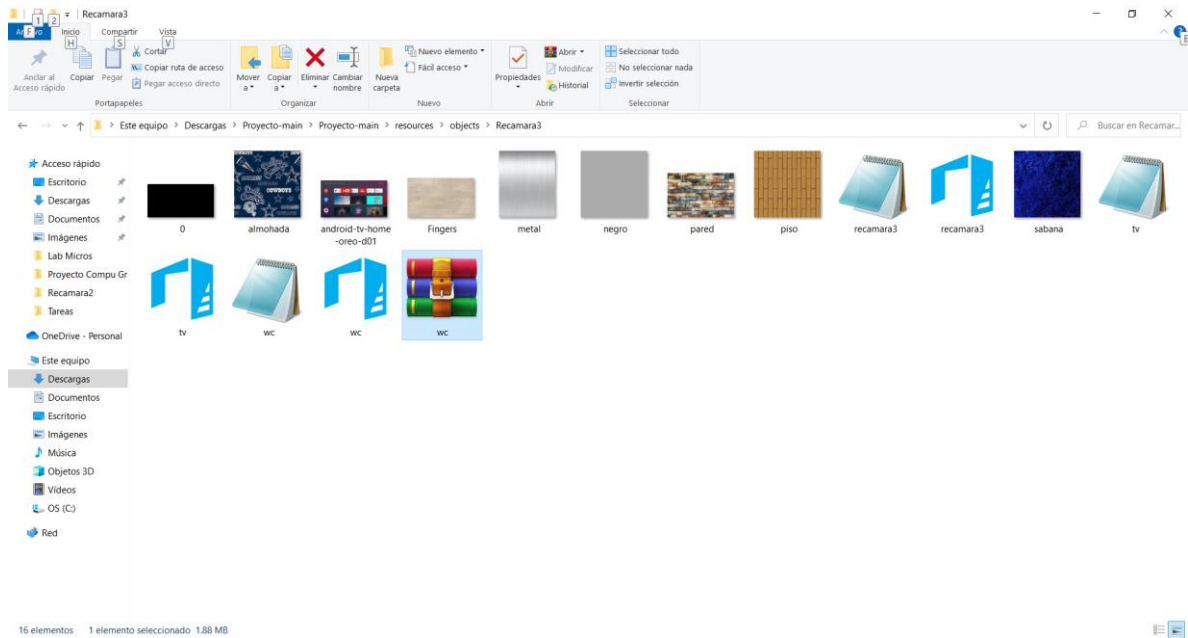 1 2 Recamara3
Archivo Inicio Compartir Vista
F H S V E
Anclar al Acceso rápido
Copiar
Pegar
Cortar
Copiar ruta de acceso
Pegar acceso directo
Portapapeles
Mover a
Copiar a
Eliminar
Cambiar nombre
Organizar
Nueva carpeta
Nuevo elemento
Fácil acceso
Nuevo
Propiedades
Abrir
Modificar
Historial
Abrir
Seleccionar todo
No seleccionar nada
Invertir selección
Seleccionar
Este equipo > Descargas > Proyecto-main > Proyecto-main > resources > objects > Recamara3
Buscar en Recamar...
Acceso rápido
Escritorio
Descargas
Documentos
Imágenes
Lab Micros
Proyecto Compu Gr
Recamara2
Tareas
OneDrive - Personal
Este equipo
Descargas
Documentos
Escritorio
Imágenes
Música
Objetos 3D
Vídeos
OS (C:)
Red
COWBOYS
0 almohada android-tv-home Fingers metal negro pared piso recamara3 recamara3 sabana tv
-oreo-d01
tv wc wc wc
16 elementos 1 elemento seleccionado 1.88 MB